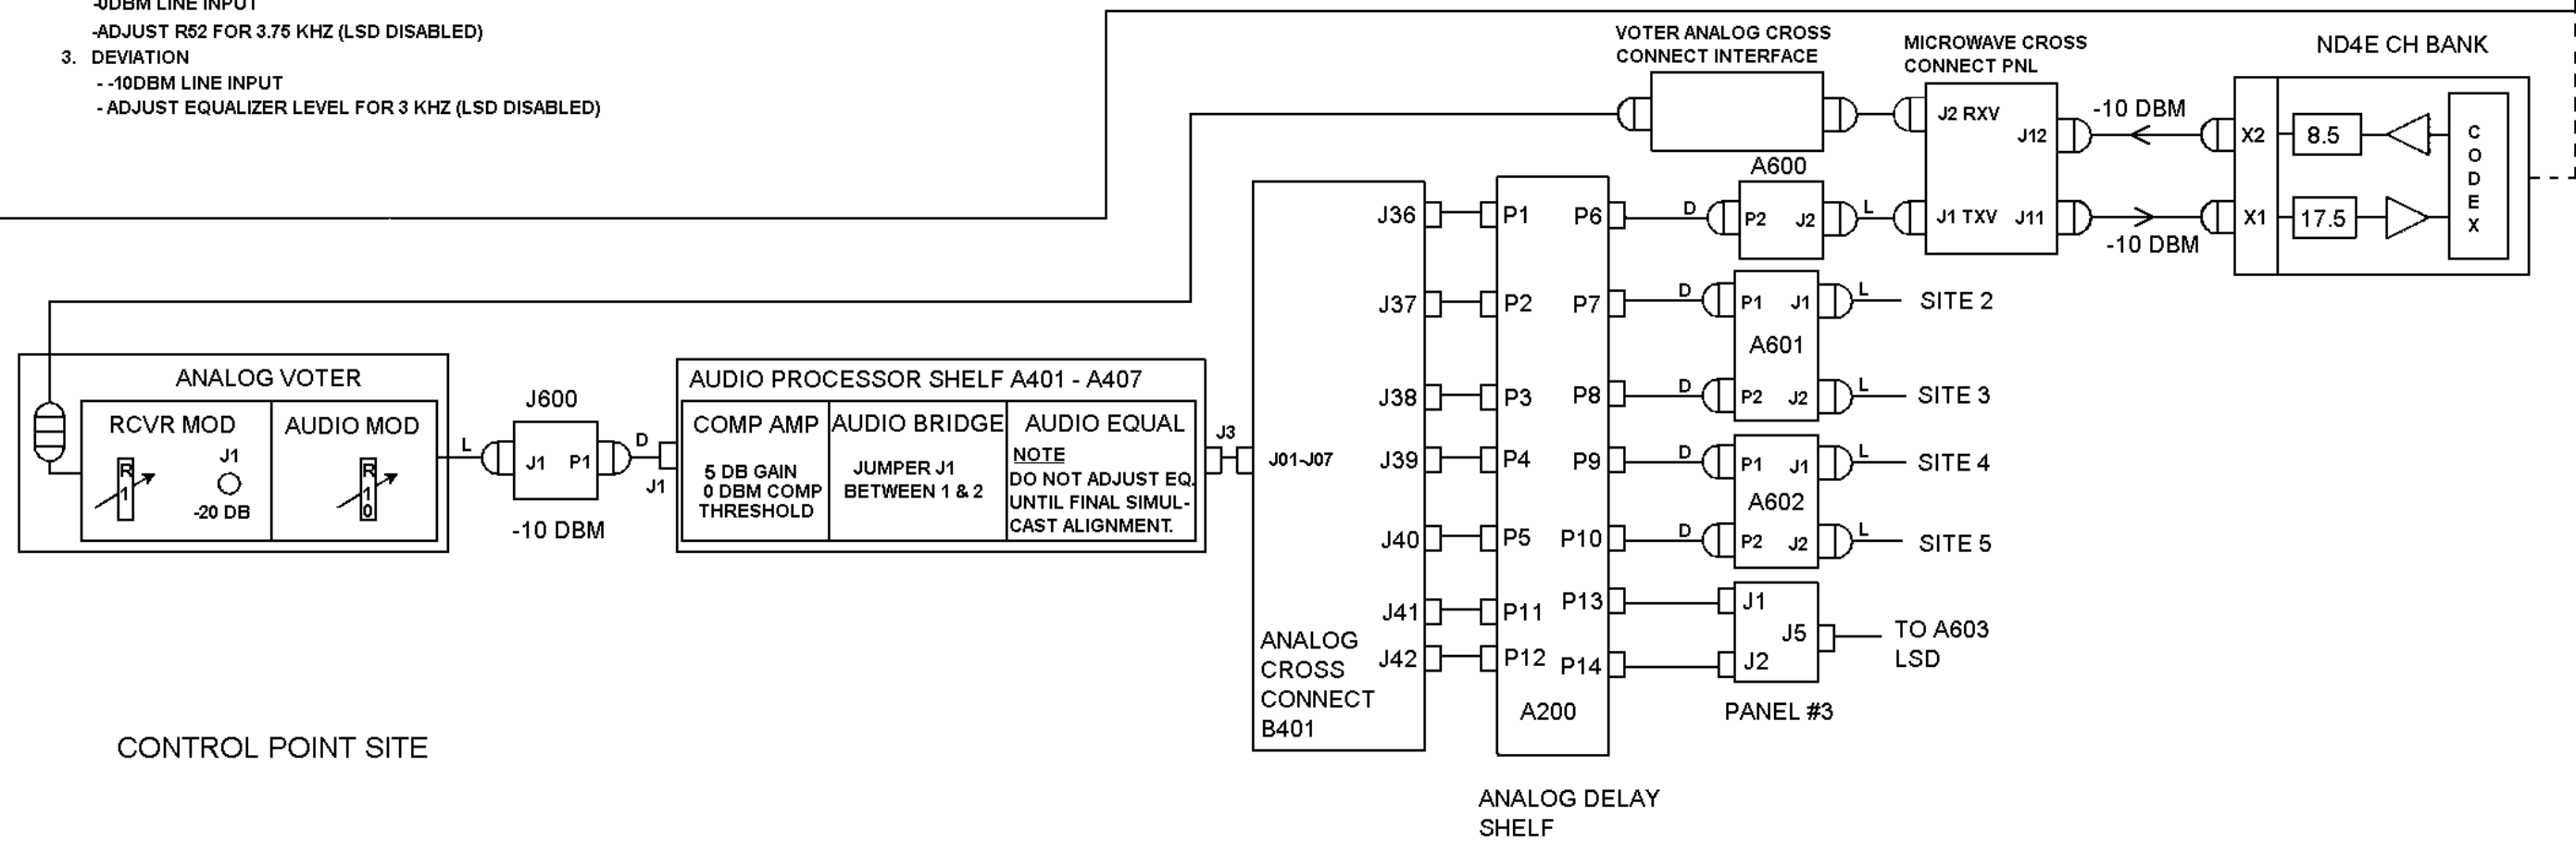 -0DBM LINE INPUT
-ADJUST R52 FOR 3.75 KHZ (LSD DISABLED)
3. DEVIATION
- -10DBM LINE INPUT
- ADJUST EQUALIZER LEVEL FOR 3 KHZ (LSD DISABLED)
VOTER ANALOG CROSS
CONNECT INTERFACE
MICROWAVE CROSS
CONNECT PNL
ND4E CH BANK
J2 RXV
J12
-10 DBM
X2
8.5
CODEX
A600
P2
J2
D
L
J1 TXV
J11
-10 DBM
X1
17.5
J36
P1
P6
J37
P2
P7
D
P1
J1
L
SITE 2
A601
J38
P3
P8
D
P2
J2
L
SITE 3
J01-J07
J39
P4
P9
D
P1
J1
L
SITE 4
A602
J40
P5
P10
D
P2
J2
L
SITE 5
J41
P11
P13
J1
J5
TO A603
LSD
J42
P12
P14
J2
ANALOG
CROSS
CONNECT
B401
A200
PANEL #3
ANALOG DELAY
SHELF
ANALOG VOTER
RCVR MOD
R
1
J1
-20 DB
AUDIO MOD
R
1
0
L
J600
J1
P1
D
-10 DBM
J1
AUDIO PROCESSOR SHELF A401 - A407
COMP AMP
5 DB GAIN
0 DBM COMP
THRESHOLD
AUDIO BRIDGE
JUMPER J1
BETWEEN 1 & 2
AUDIO EQUAL
NOTE
DO NOT ADJUST EQ.
UNTIL FINAL SIMUL-
CAST ALIGNMENT.
J3
CONTROL POINT SITE